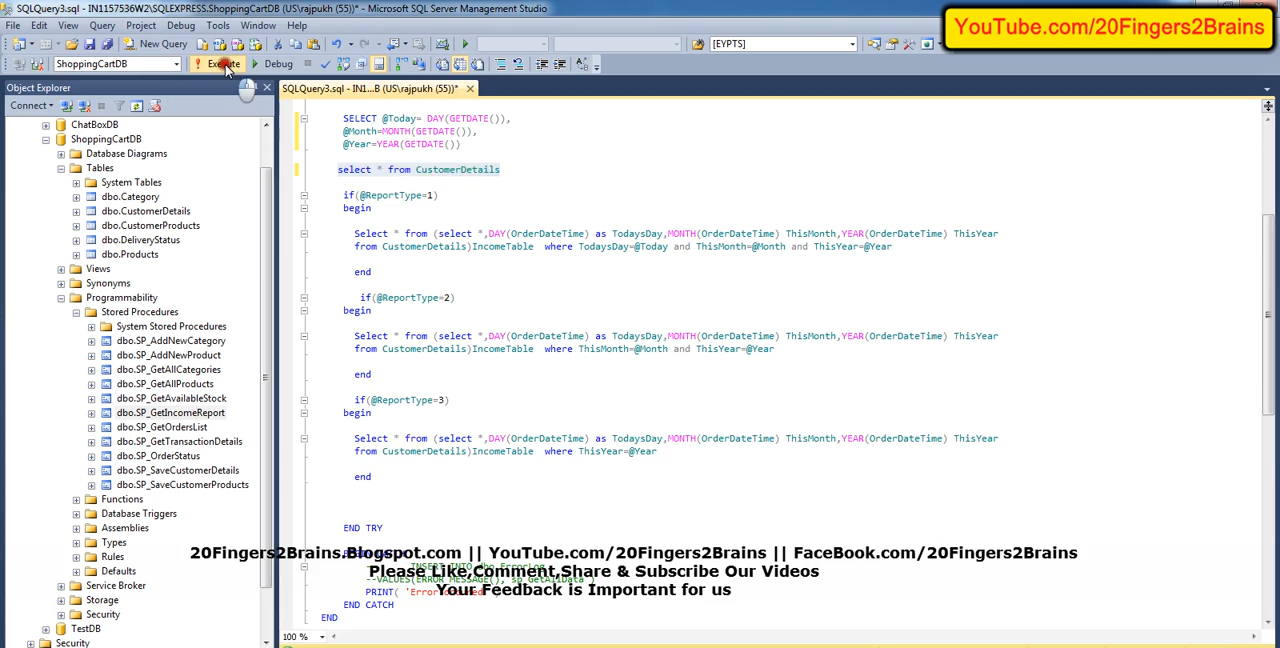 SQLQuery3.sql - IN1157536W2\SQLEXPRESS.ShoppingCartDB (US\rajpukh (55))* - Microsoft SQL Server Management Studio
YouTube.com/20Fingers2Brains
File Edit View Query Project Debug Tools Window Help
New Query [EYPTS]
ShoppingCartDB Execute Debug
Object Explorer
SQLQuery3.sql - IN1...B (US\rajpukh (55))*
Connect
ChatBoxDB
ShoppingCartDB
Database Diagrams
Tables
System Tables
dbo.Category
dbo.CustomerDetails
dbo.CustomerProducts
dbo.DeliveryStatus
dbo.Products
Views
Synonyms
Programmability
Stored Procedures
System Stored Procedures
dbo.SP_AddNewCategory
dbo.SP_AddNewProduct
dbo.SP_GetAllCategories
dbo.SP_GetAllProducts
dbo.SP_GetAvailableStock
dbo.SP_GetIncomeReport
dbo.SP_GetOrdersList
dbo.SP_GetTransactionDetails
dbo.SP_OrderStatus
dbo.SP_SaveCustomerDetails
dbo.SP_SaveCustomerProducts
Functions
Database Triggers
Assemblies
Types
Rules
Defaults
Service Broker
Storage
Security
TestDB
Security
SELECT @Today= DAY(GETDATE()),
@Month=MONTH(GETDATE()),
@Year=YEAR(GETDATE())
select * from CustomerDetails
if(@ReportType=1)
begin
Select * from (select *,DAY(OrderDateTime) as TodaysDay,MONTH(OrderDateTime) ThisMonth,YEAR(OrderDateTime) ThisYear
from CustomerDetails)IncomeTable where TodaysDay=@Today and ThisMonth=@Month and ThisYear=@Year
end
if(@ReportType=2)
begin
Select * from (select *,DAY(OrderDateTime) as TodaysDay,MONTH(OrderDateTime) ThisMonth,YEAR(OrderDateTime) ThisYear
from CustomerDetails)IncomeTable where ThisMonth=@Month and ThisYear=@Year
end
if(@ReportType=3)
begin
Select * from (select *,DAY(OrderDateTime) as TodaysDay,MONTH(OrderDateTime) ThisMonth,YEAR(OrderDateTime) ThisYear
from CustomerDetails)IncomeTable where ThisYear=@Year
end
END TRY
20Fingers2Brains.Blogspot.com || YouTube.com/20Fingers2Brains || FaceBook.com/20Fingers2Brains
INSERT INTO dbo.ErrorLog
Please Like,Comment,Share & Subscribe Our Videos
--VALUES(ERROR_MESSAGE(), sp_GetAllData )
Your Feedback is Important for us
PRINT( 'Error
END CATCH
END
100 %